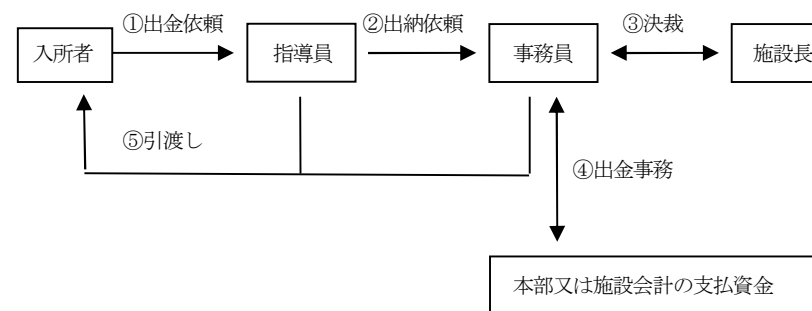 ①出金依頼
②出納依頼
③決裁
入所者
指導員
事務員
施設長
⑤引渡し
④出金事務
本部又は施設会計の支払資金